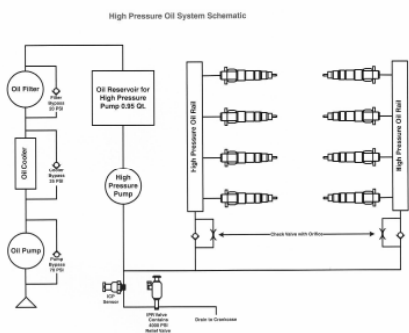 High Pressure Oil System Schematic
Oil Filter
Filter
Bypass
20 PSI
Oil Reservoir for
High Pressure
Pump 0.95 Qt.
Oil Cooler
Cooler
Bypass
25 PSI
High
Pressure
Pump
High Pressure Oil Rail
High Pressure Oil Rail
Oil Pump
Pump
Bypass
70 PSI
Check Valve with Orifice
ICP
Sensor
IPR Valve
Contains
4000 PSI
Relief Valve
Drain to Crankcase